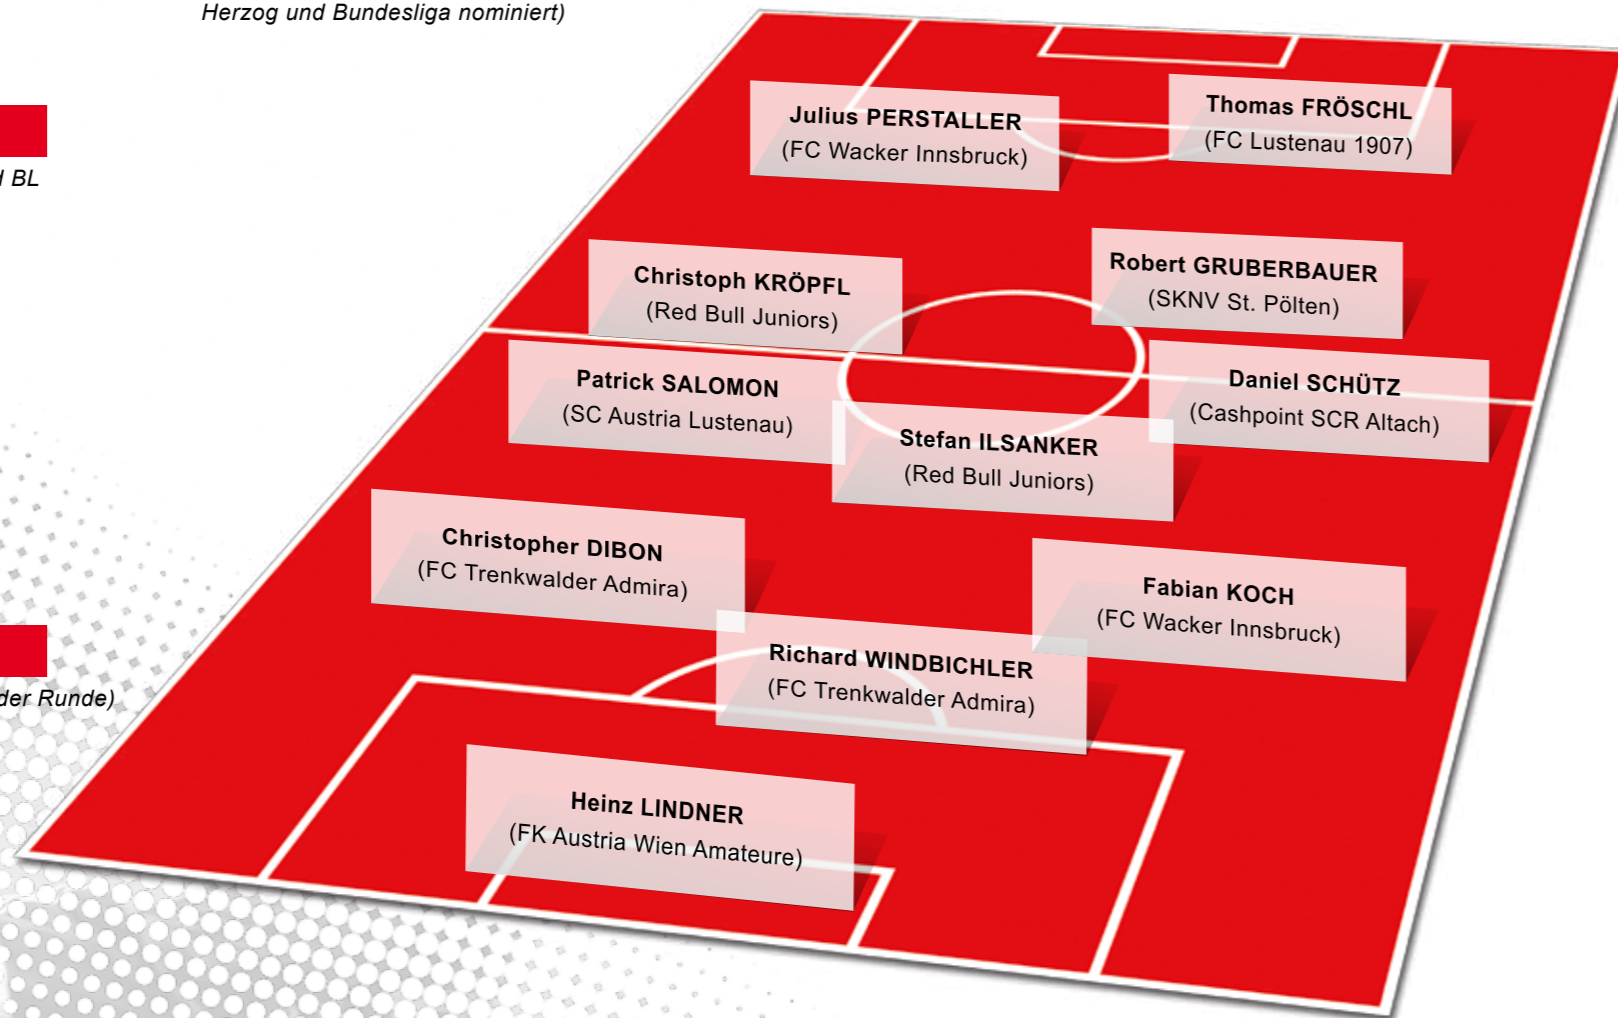 Herzog und Bundesliga nominiert)
BL
der Runde)
Julius PERSTALLER
(FC Wacker Innsbruck)
Thomas FRÖSCHL
(FC Lustenau 1907)
Christoph KRÖPFL
(Red Bull Juniors)
Robert GRUBERBAUER
(SKNV St. Pölten)
Patrick SALOMON
(SC Austria Lustenau)
Daniel SCHÜTZ
(Cashpoint SCR Altach)
Stefan ILSANKER
(Red Bull Juniors)
Christopher DIBON
(FC Trenkwalder Admira)
Fabian KOCH
(FC Wacker Innsbruck)
Richard WINDBICHLER
(FC Trenkwalder Admira)
Heinz LINDNER
(FK Austria Wien Amateure)